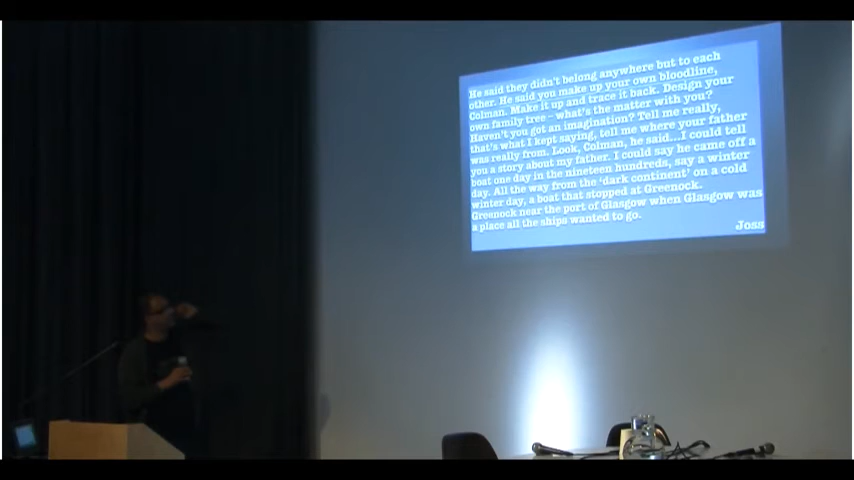 He said they didn't belong anywhere but to each
other. He said you make up your own bloodline,
Colman. Make it up and trace it back. Design your
own family tree – what's the matter with you?
Haven't you got an imagination? Tell me really,
that's what I kept saying, tell me where your father
was really from. Look, Colman, he said...I could tell
you a story about my father. I could say he came off a
boat one day in the nineteen hundreds, say a winter
day. All the way from the 'dark continent' on a cold
winter day, a boat that stopped at Greenock.
Greenock near the port of Glasgow when Glasgow was
a place all the ships wanted to go.
Joss